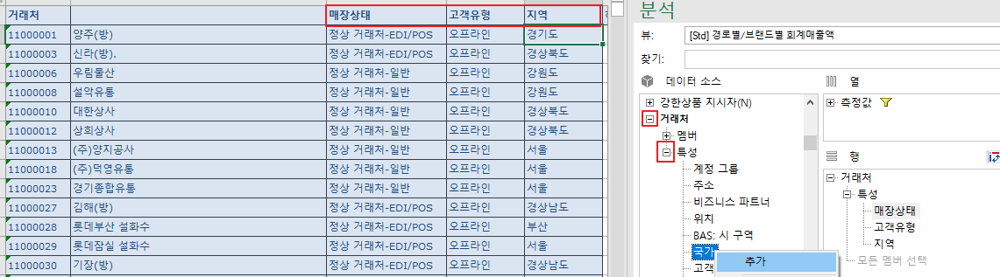 거래처 매장상태 고객유형 지역
11000001 양주(방) 정상 거래처-EDI/POS 오프라인 경기도
11000003 신라(방). 정상 거래처-EDI/POS 오프라인 경상북도
11000006 우림물산 정상 거래처-일반 오프라인 강원도
11000008 설악유통 정상 거래처-일반 오프라인 강원도
11000010 대한상사 정상 거래처-일반 오프라인 경상북도
11000012 상희상사 정상 거래처-일반 오프라인 경상북도
11000013 (주)양지공사 정상 거래처-일반 오프라인 서울
11000018 (주)덕영유통 정상 거래처-일반 오프라인 서울
11000023 경기종합유통 정상 거래처-일반 오프라인 서울
11000027 김해(방) 정상 거래처-EDI/POS 오프라인 경상남도
11000028 롯데부산 설화수 정상 거래처-EDI/POS 오프라인 부산
11000029 롯데잠실 설화수 정상 거래처-EDI/POS 오프라인 서울
11000030 기장(방) 정상 거래처-EDI/POS 오프라인 경상남도
분석
뷰: [Std] 경로별/브랜드별 회계매출액
찾기:
데이터 소스
강한상품 지시자(N)
거래처
멤버
특성
계정 그룹
주소
비즈니스 파트너
위치
BAS: 시 구역
국가
추가
고객
열
측정값
행
거래처
특성
매장상태
고객유형
지역
모든 멤버 선택